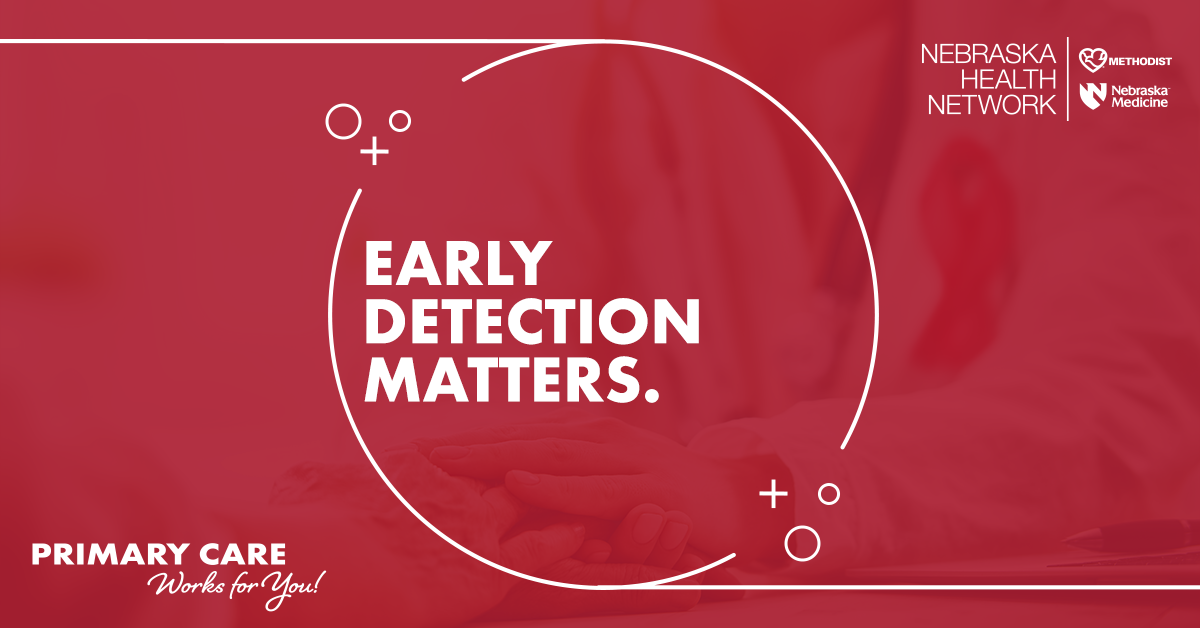 NEBRASKA
HEALTH
NETWORK
METHODIST
Nebraska
Medicine
EARLY
DETECTION
MATTERS.
PRIMARY CARE
Works for You!